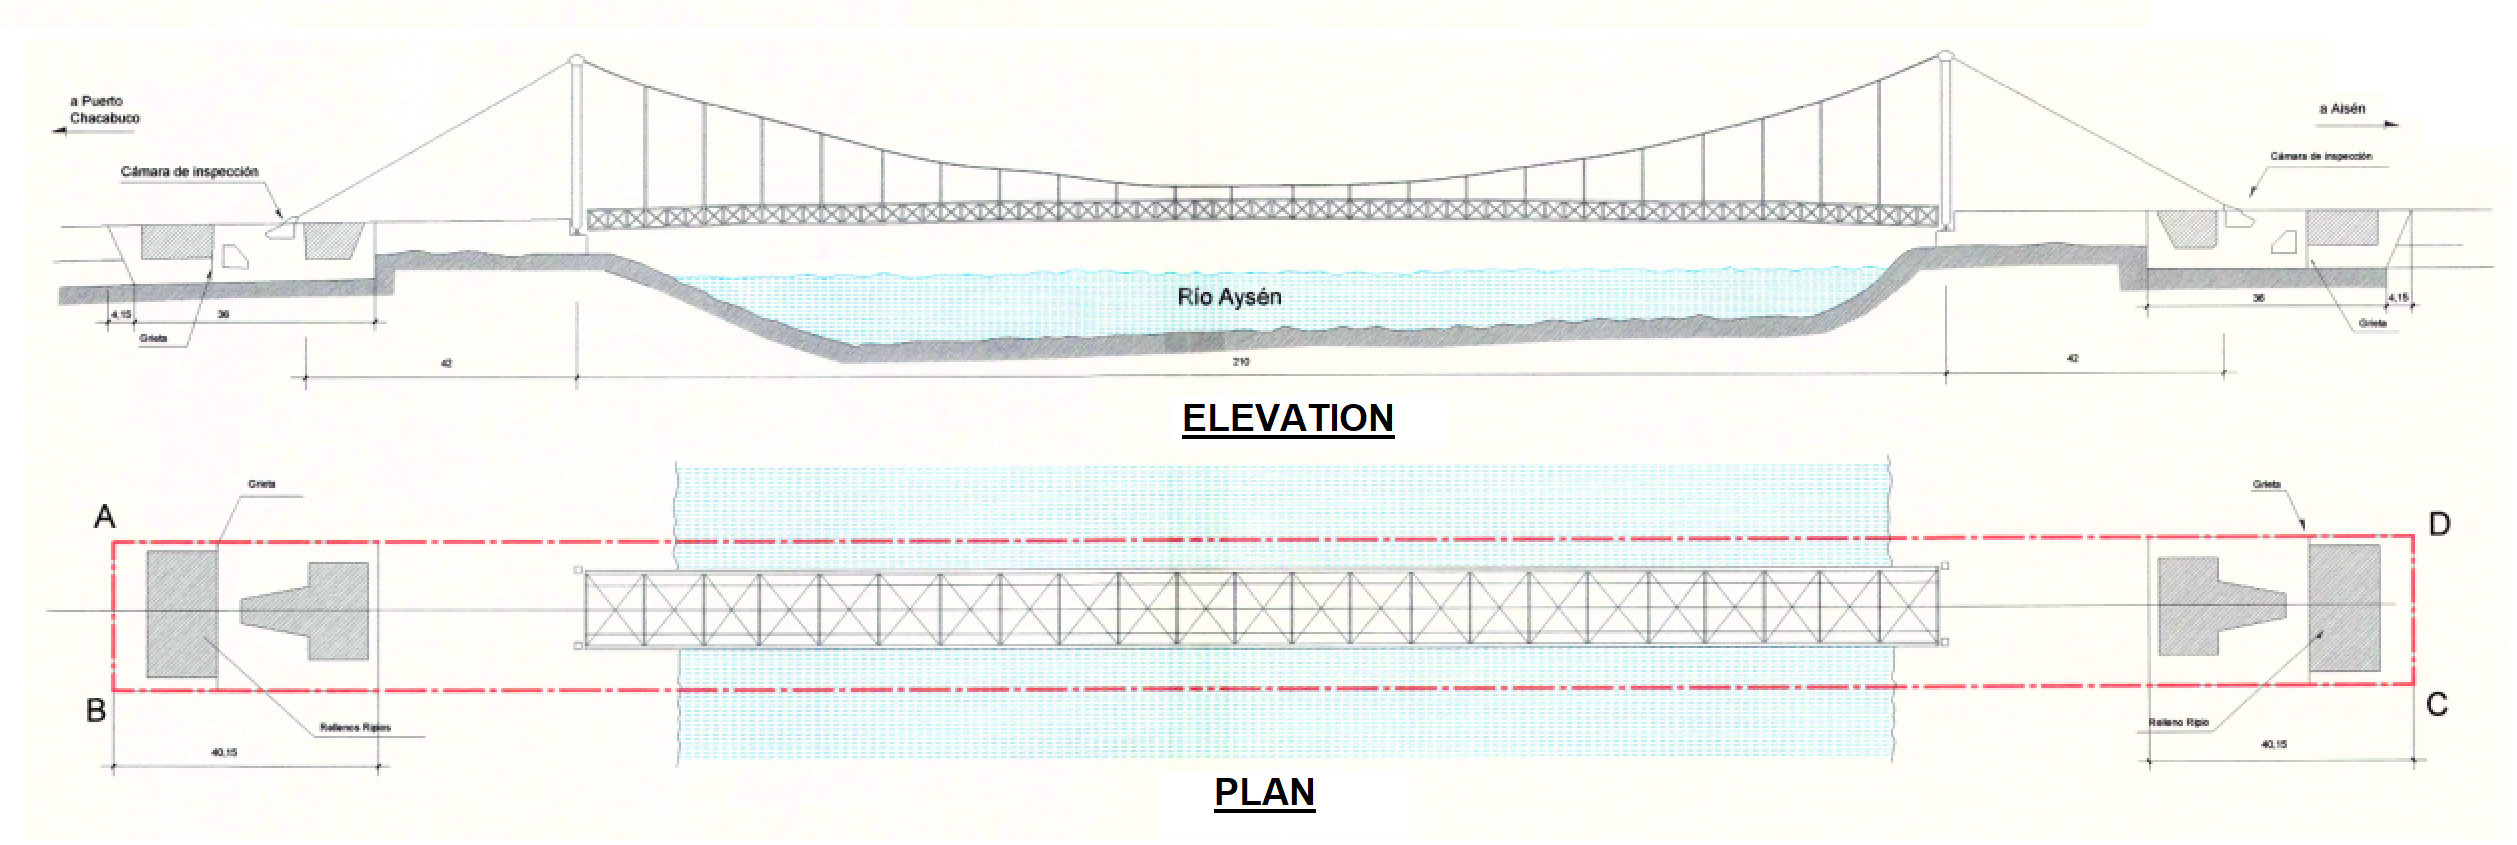 a Puerto
Chacabuco
a Aisén
Cámara de inspección
Cámara de inspección
Río Aysén
4,15
36
36
4,15
Grieta
Grieta
42
210
42
ELEVATION
Grieta
Grieta
A
D
B
C
Rellenos Ripios
Relleno Ripio
40,15
40,15
PLAN